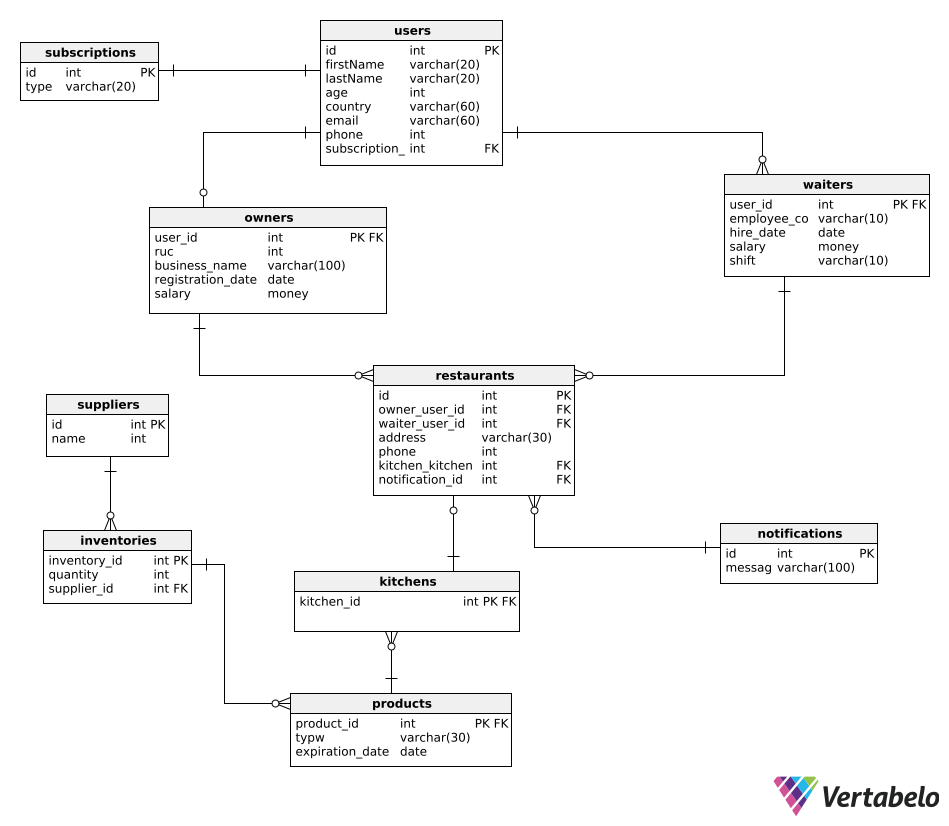 subscriptions
id int PK
type varchar(20)
users
id int PK
firstName varchar(20)
lastName varchar(20)
age int
country varchar(60)
email varchar(60)
phone int
subscription_ int FK
waiters
user_id int PK FK
employee_co varchar(10)
hire_date date
salary money
shift varchar(10)
owners
user_id int PK FK
ruc int
business_name varchar(100)
registration_date date
salary money
restaurants
id int PK
owner_user_id int FK
waiter_user_id int FK
address varchar(30)
phone int
kitchen_kitchen int FK
notification_id int FK
suppliers
id int PK
name int
inventories
inventory_id int PK
quantity int
supplier_id int FK
notifications
id int PK
messag varchar(100)
kitchens
kitchen_id int PK FK
products
product_id int PK FK
typw varchar(30)
expiration_date date
Vertabelo